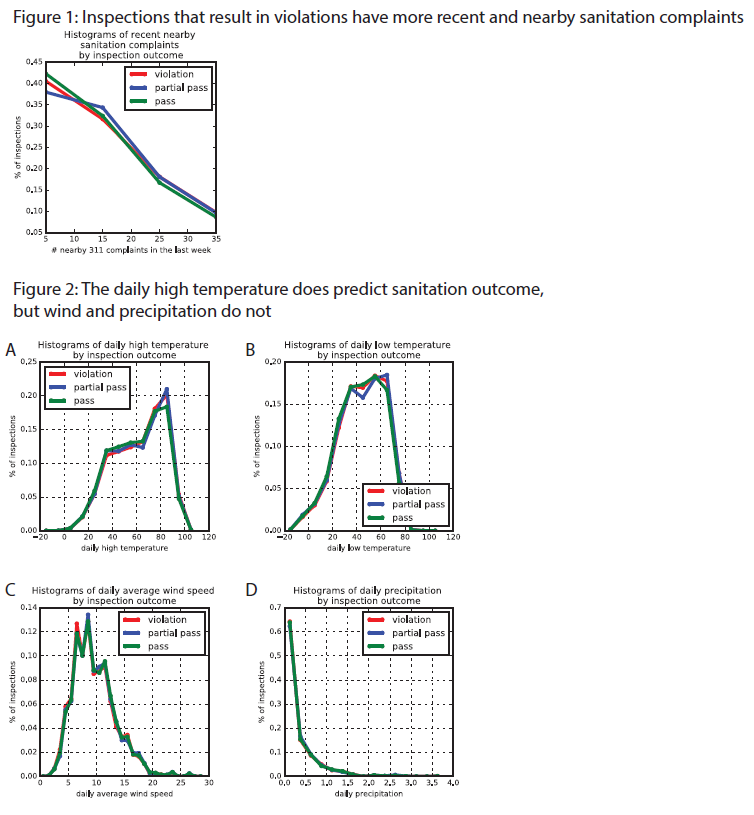 Figure 1: Inspections that result in violations have more recent and nearby sanitation complaints
Histograms of recent nearby
sanitation complaints
by inspection outcome
0.45
0.40
0.35
0.30
0.25
0.20
0.15
0.10
0.05
% of inspections
violation
partial pass
pass
5 10 15 20 25 30 35
# nearby 311 complaints in the last week
Figure 2: The daily high temperature does predict sanitation outcome,
but wind and precipitation do not
A
Histograms of daily high temperature
by inspection outcome
0.25
0.20
0.15
0.10
0.05
0.00
% of inspections
violation
partial pass
pass
−20 0 20 40 60 80 100 120
daily high temperature
B
Histograms of daily low temperature
by inspection outcome
0.20
0.15
0.10
0.05
0.00
% of inspections
violation
partial pass
pass
−20 0 20 40 60 80 100 120
daily low temperature
C
Histograms of daily average wind speed
by inspection outcome
0.14
0.12
0.10
0.08
0.06
0.04
0.02
0.00
% of inspections
violation
partial pass
pass
0 5 10 15 20 25 30
daily average wind speed
D
Histograms of daily precipitation
by inspection outcome
0.7
0.6
0.5
0.4
0.3
0.2
0.1
0.0
% of inspections
violation
partial pass
pass
0.0 0.5 1.0 1.5 2.0 2.5 3.0 3.5 4.0
daily precipitation